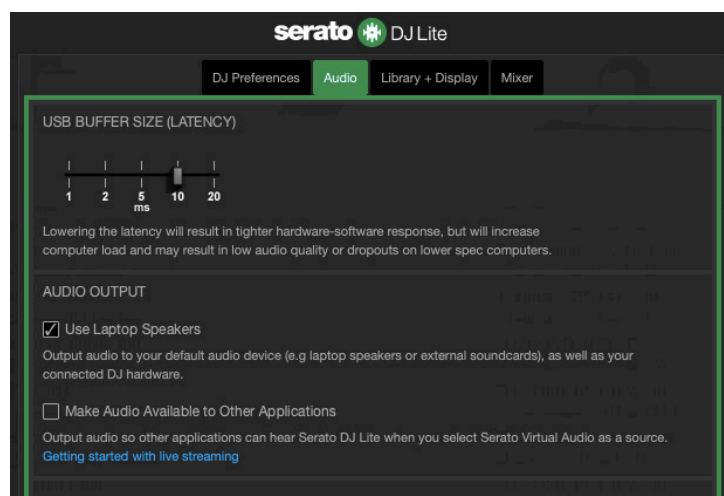 serato DJ Lite
DJ Preferences Audio Library + Display Mixer
USB BUFFER SIZE (LATENCY)
1 2 5 10 20
ms
Lowering the latency will result in tighter hardware-software response, but will increase
computer load and may result in low audio quality or dropouts on lower spec computers.
AUDIO OUTPUT
Use Laptop Speakers
Output audio to your default audio device (e.g laptop speakers or external soundcards), as well as your
connected DJ hardware.
Make Audio Available to Other Applications
Output audio so other applications can hear Serato DJ Lite when you select Serato Virtual Audio as a source.
Getting started with live streaming